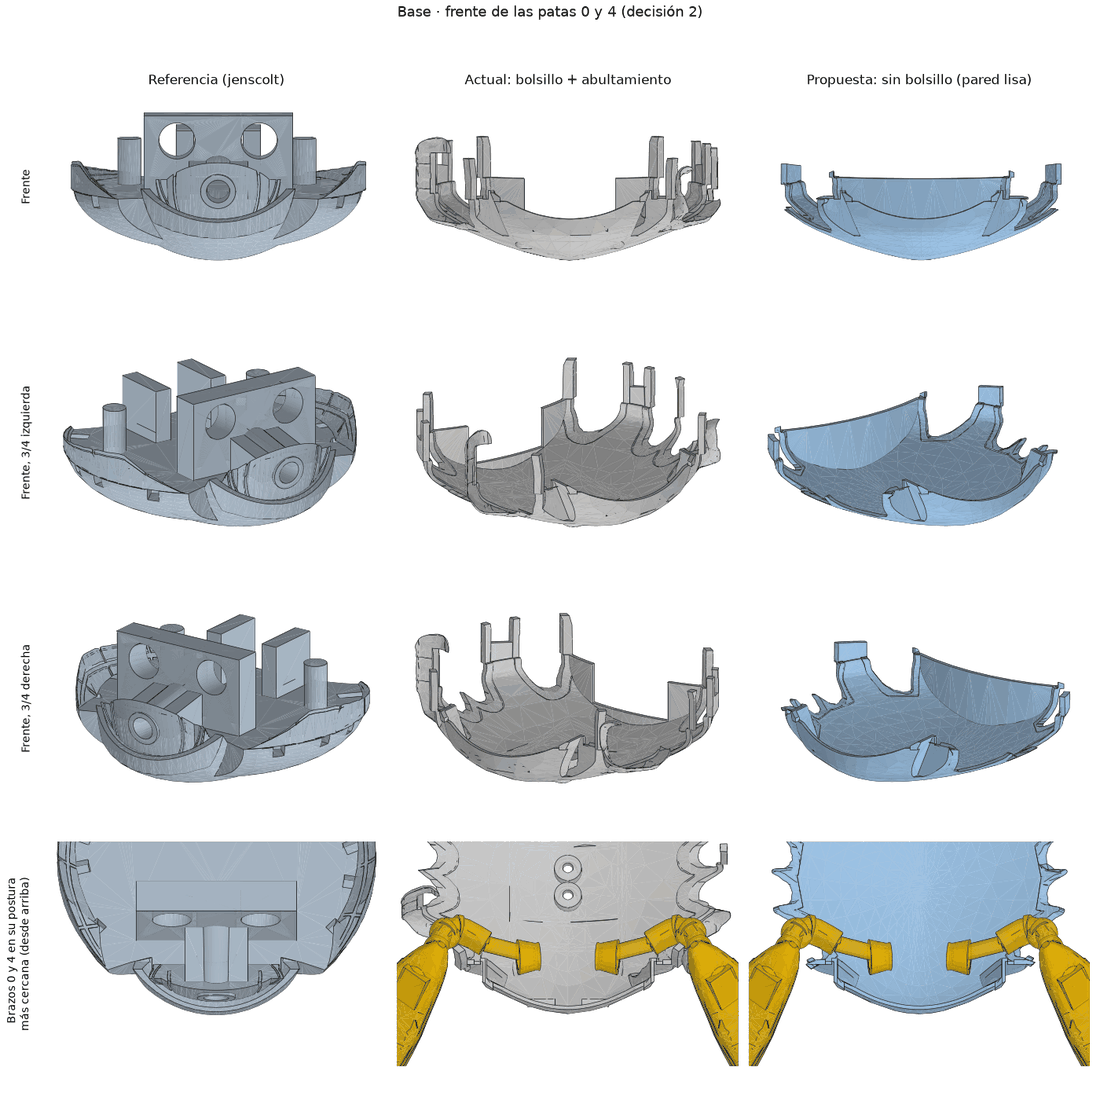 Base · frente de las patas 0 y 4 (decisión 2)
Referencia (jenscolt)
Actual: bolsillo + abultamiento
Propuesta: sin bolsillo (pared lisa)
Frente
Frente, 3/4 izquierda
Frente, 3/4 derecha
Brazos 0 y 4 en su postura
más cercana (desde arriba)